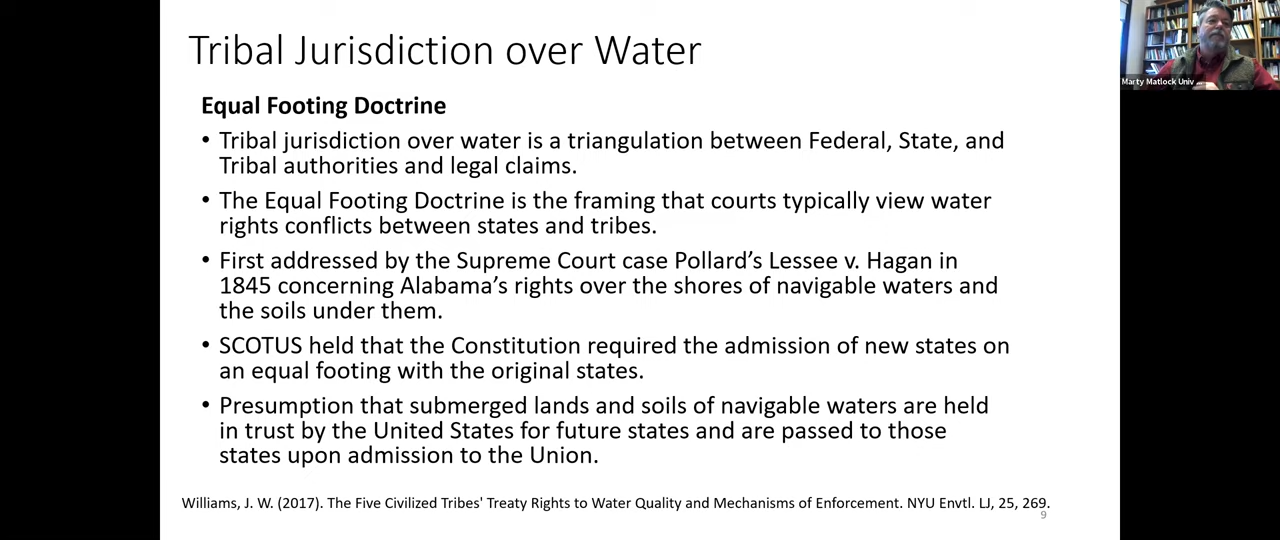 Tribal Jurisdiction over Water
Marty Matlock Univ ...
Equal Footing Doctrine
• Tribal jurisdiction over water is a triangulation between Federal, State, and
Tribal authorities and legal claims.
• The Equal Footing Doctrine is the framing that courts typically view water
rights conflicts between states and tribes.
• First addressed by the Supreme Court case Pollard’s Lessee v. Hagan in
1845 concerning Alabama’s rights over the shores of navigable waters and
the soils under them.
• SCOTUS held that the Constitution required the admission of new states on
an equal footing with the original states.
• Presumption that submerged lands and soils of navigable waters are held
in trust by the United States for future states and are passed to those
states upon admission to the Union.
Williams, J. W. (2017). The Five Civilized Tribes' Treaty Rights to Water Quality and Mechanisms of Enforcement. NYU Envtl. LJ, 25, 269.
9